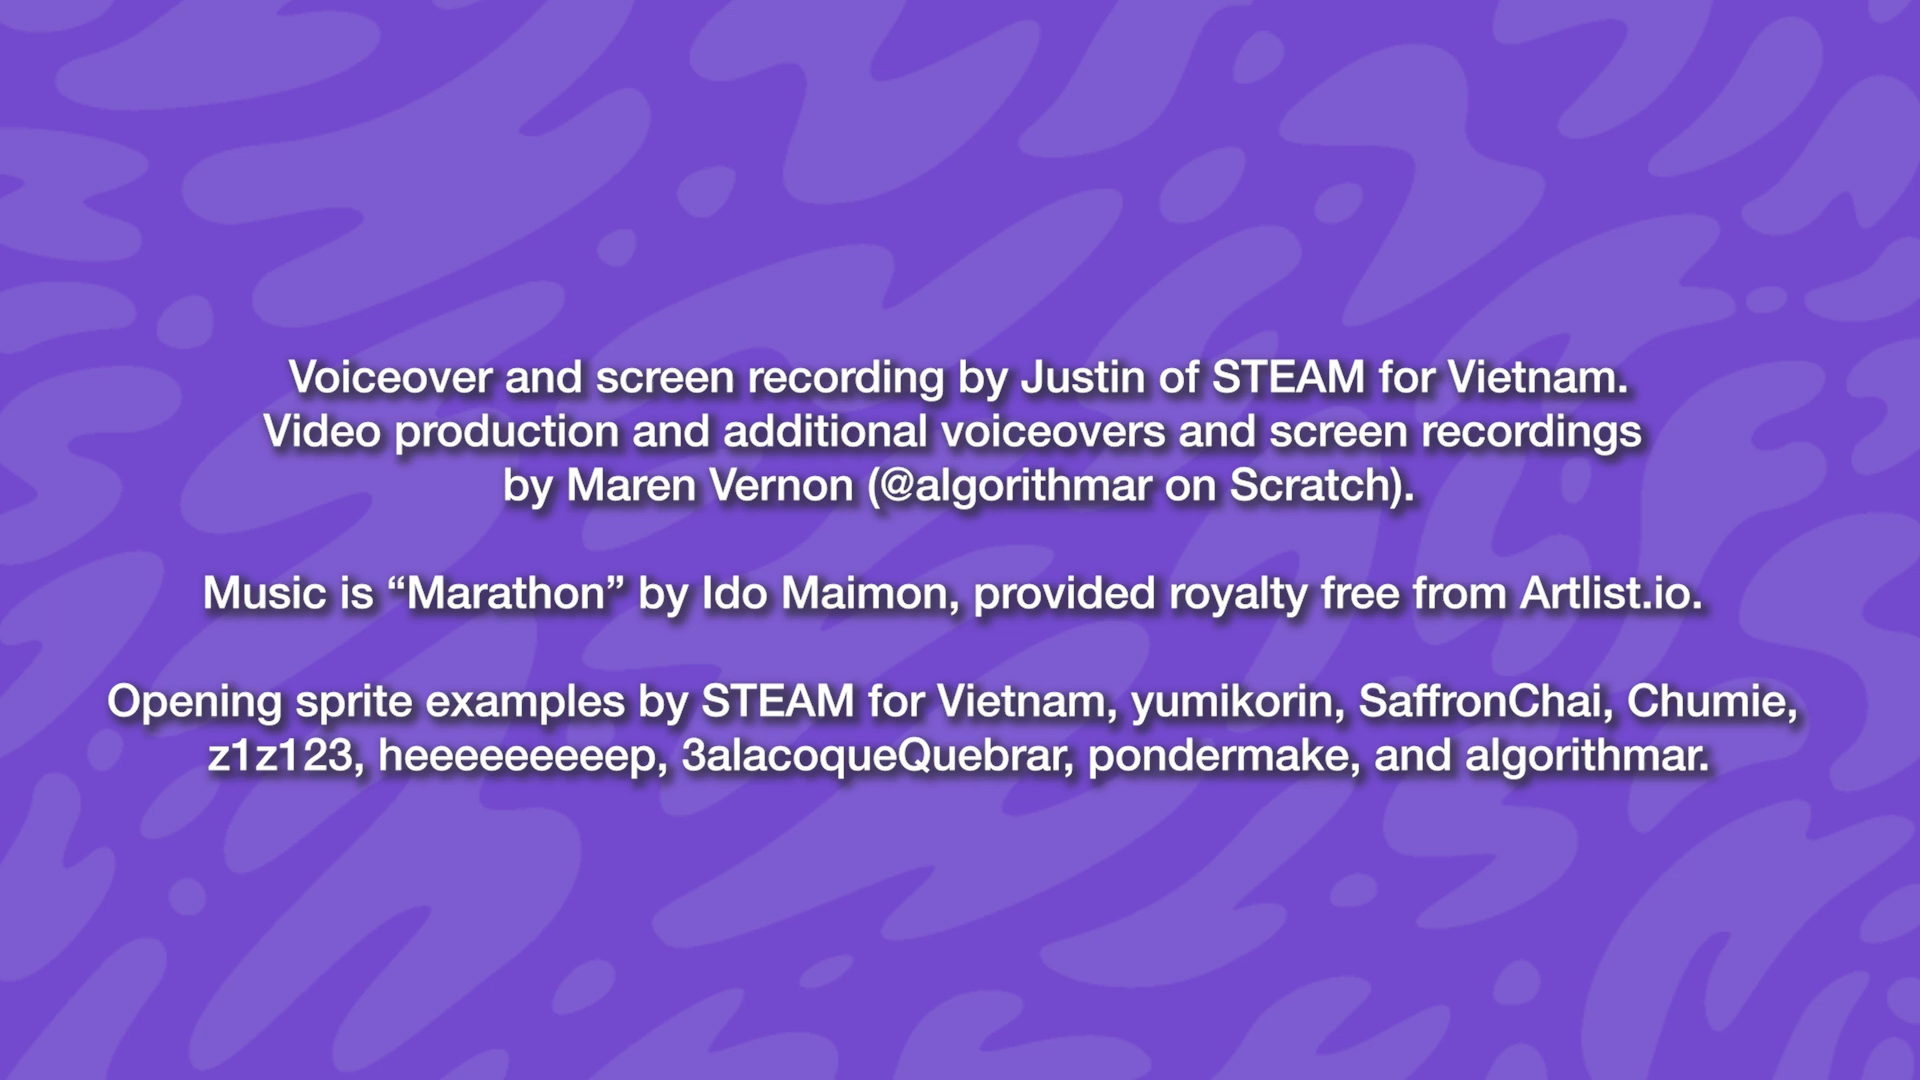 Voiceover and screen recording by Justin of STEAM for Vietnam.
Video production and additional voiceovers and screen recordings
by Maren Vernon (@algorithmar on Scratch).
Music is “Marathon” by Ido Maimon, provided royalty free from Artlist.io.
Opening sprite examples by STEAM for Vietnam, yumikorin, SaffronChai, Chumie,
z1z123, heeeeeeeeep, 3alacoqueQuebrar, pondermake, and algorithmar.